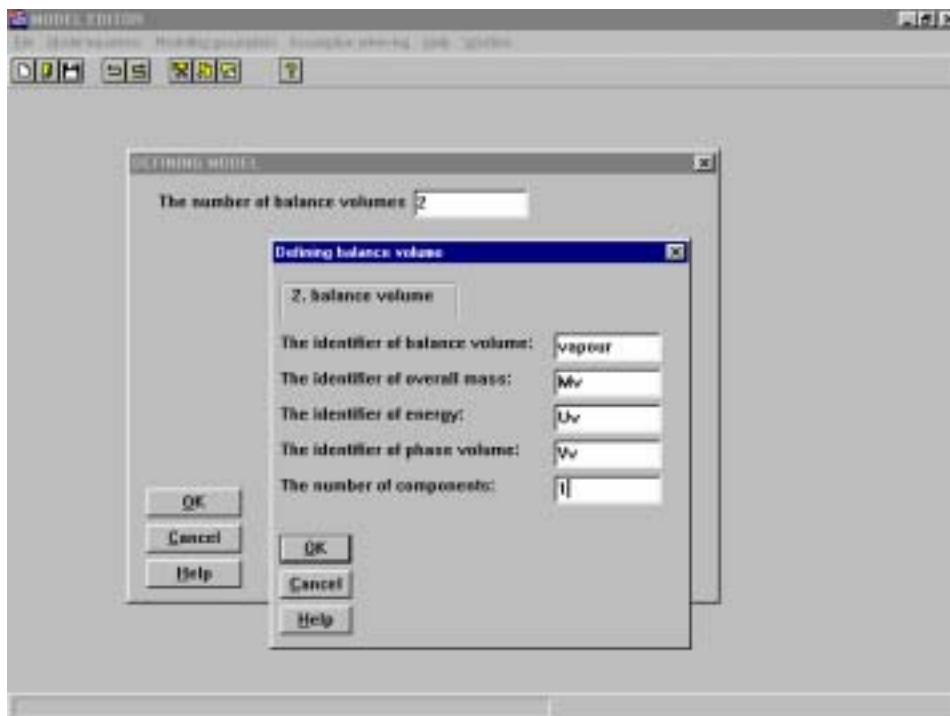 MODEL EDITOR
Help
DEFINING MODEL
The number of balance volumes 2
Defining balance volume
2. balance volume
The identifier of balance volume: vapour
The identifier of overall mass: Mv
The identifier of energy: Uv
The identifier of phase volume: Vv
The number of components: 1
OK
Cancel
Help
OK
Cancel
Help